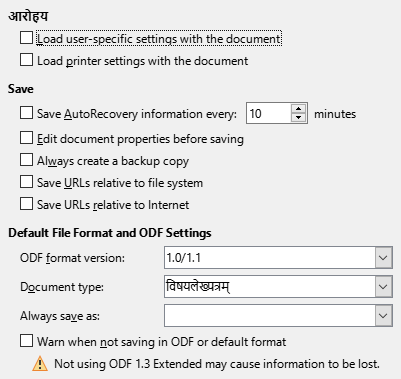 आरोहय
Load user-specific settings with the document
Load printer settings with the document
Save
Save AutoRecovery information every: 10 minutes
Edit document properties before saving
Always create a backup copy
Save URLs relative to file system
Save URLs relative to Internet
Default File Format and ODF Settings
ODF format version: 1.0/1.1
Document type: विषयलेख्यत्रम्
Always save as:
Warn when not saving in ODF or default format
Not using ODF 1.3 Extended may cause information to be lost.